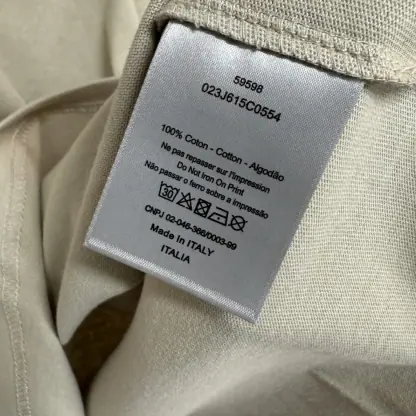 59598
023J615C0554
100% Coton - Cotton - Algodão
Ne pas repasser sur l'impression
Do Not Iron On Print
Não passar o ferro sobre a impressão
30
CNPJ 02-046-366/0003-99
Made In ITALY
ITALIA